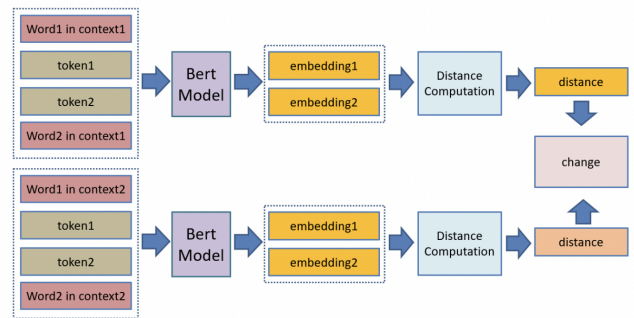 Word1 in context1
token1
token2
Word2 in context1
Bert
Model
embedding1
embedding2
Distance
Computation
distance
change
Word1 in context2
token1
token2
Word2 in context2
Bert
Model
embedding1
embedding2
Distance
Computation
distance